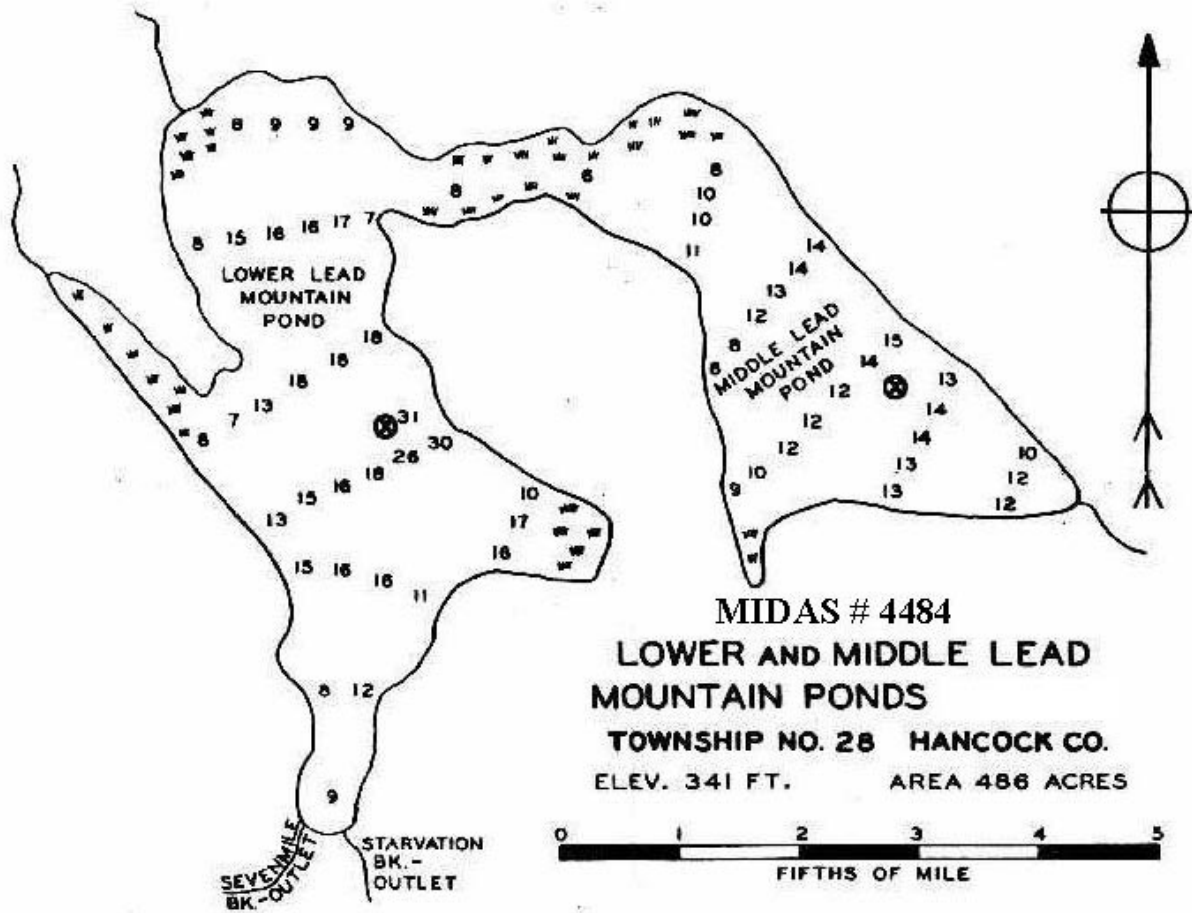 8 9 9 9
8
6
8
10
10
11
8 15 16 16 17 7
LOWER LEAD
MOUNTAIN
POND
14
14
13
12
8
6
MIDDLE LEAD
MOUNTAIN
POND
18
18
18
13
7
6
15
14
12
12
12
10
9
13
14
14
13
13
10
12
12
31
30
26
18
16
15
13
10
17
16
15 16 16 11
8 12
9
SEVENMILE
BK.-OUTLET
STARVATION
BK.-
OUTLET
MIDAS # 4484
LOWER AND MIDDLE LEAD
MOUNTAIN PONDS
TOWNSHIP NO. 28 HANCOCK CO.
ELEV. 341 FT. AREA 486 ACRES
0 1 2 3 4 5
FIFTHS OF MILE